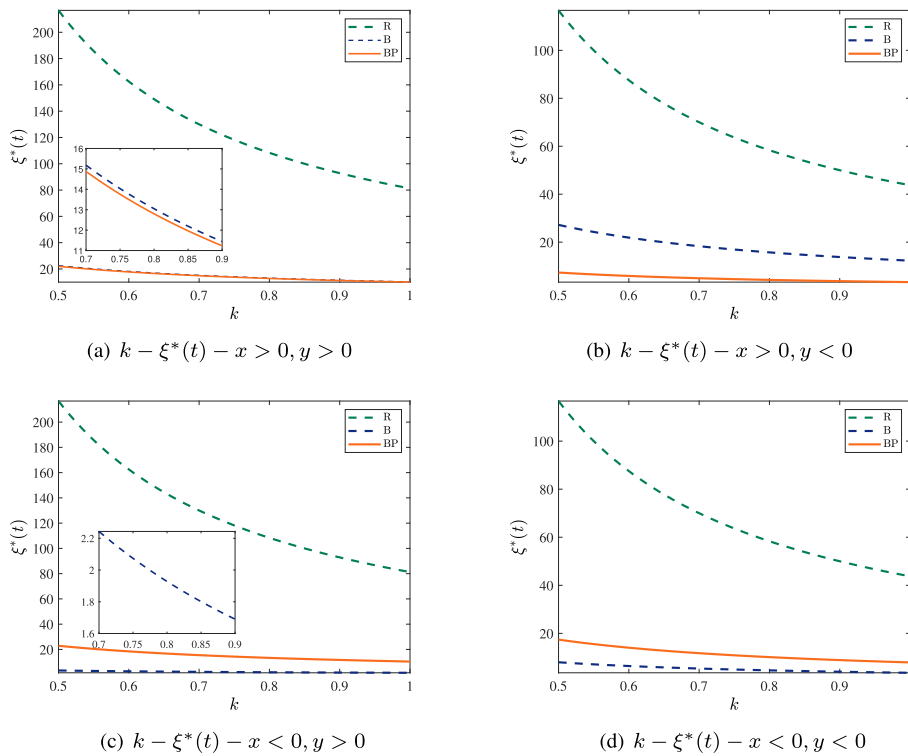 200
180
160
140
120
100
80
60
40
20
ξ*(t)
R
B
BP
16
15
14
13
12
11
0.7 0.75 0.8 0.85 0.9
0.5 0.6 0.7 0.8 0.9 1
k
(a) k − ξ*(t) − x > 0, y > 0
100
80
60
40
20
ξ*(t)
R
B
BP
0.5 0.6 0.7 0.8 0.9
k
(b) k − ξ*(t) − x > 0, y < 0
200
180
160
140
120
100
80
60
40
20
ξ*(t)
R
B
BP
2.2
2
1.8
1.6
0.7 0.75 0.8 0.85 0.9
0.5 0.6 0.7 0.8 0.9 1
k
(c) k − ξ*(t) − x < 0, y > 0
100
80
60
40
20
ξ*(t)
R
B
BP
0.5 0.6 0.7 0.8 0.9
k
(d) k − ξ*(t) − x < 0, y < 0